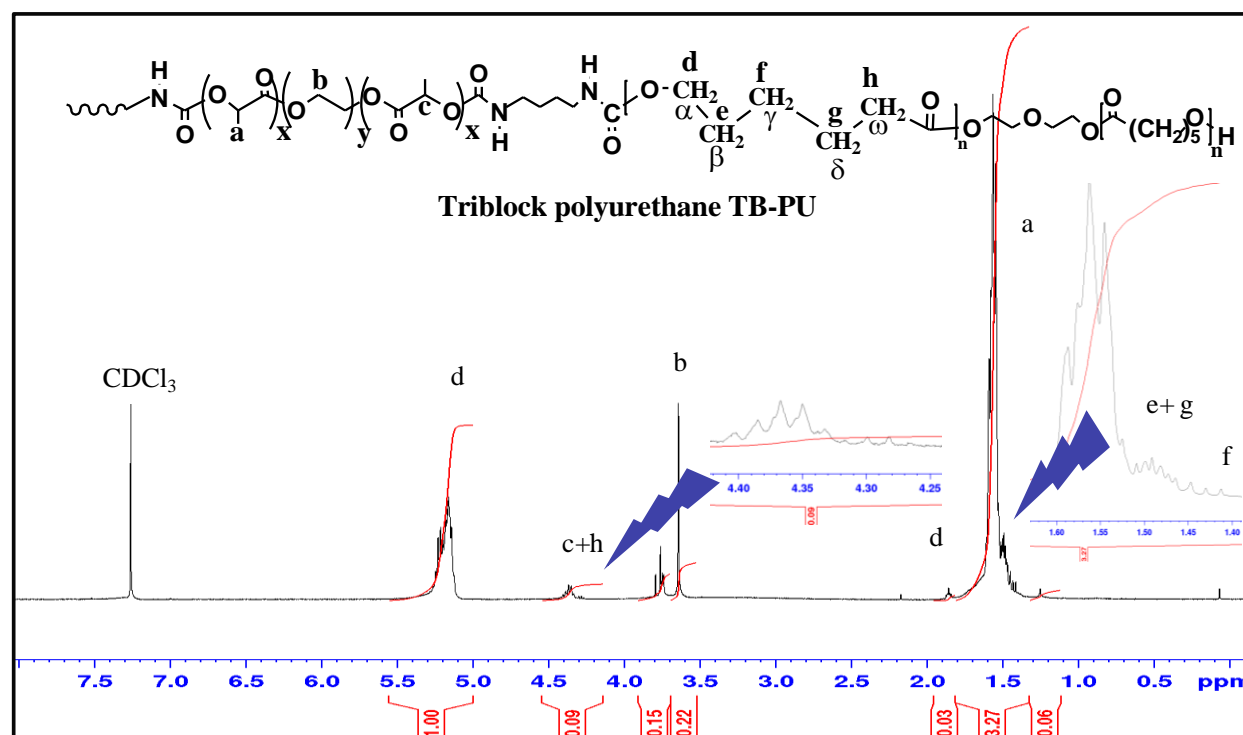 H
N
O
O
a
O
x
b
O
y
O
O
c
O
x
O
N
H
H
N
O
O
d
CH2
α
e
CH2
β
f
CH2
γ
g
CH2
δ
h
CH2
ω
O
n
O
O
O
O
(CH2)5
O
H
n
Triblock polyurethane TB-PU
CDCl3
d
c+h
b
d
a
e+ g
f
4.40 4.35 4.30 4.25
0.09
1.60 1.55 1.50 1.45 1.40
3.27
7.5 7.0 6.5 6.0 5.5 5.0 4.5 4.0 3.5 3.0 2.5 2.0 1.5 1.0 0.5 ppm
1.00 0.09 0.15 0.22 0.03 3.27 0.06